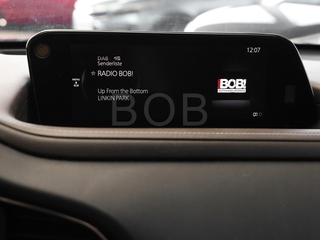 12:07
DAB
Senderliste
☆ RADIO BOB!
BOB!
Up From the Bottom
LINKIN PARK
BOB